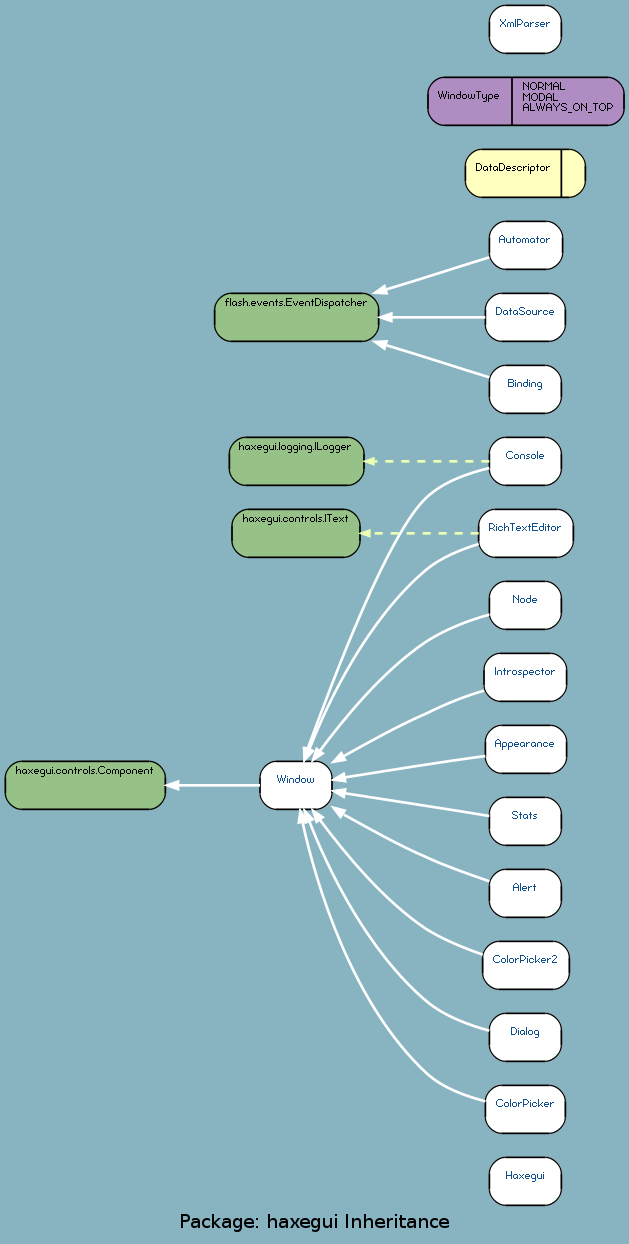 XmlParser
WindowType
NORMAL
MODAL
ALWAYS_ON_TOP
DataDescriptor
Automator
flash.events.EventDispatcher
DataSource
Binding
haxegui.logging.ILogger
Console
haxegui.controls.IText
RichTextEditor
Node
Introspector
Appearance
haxegui.controls.Component
Window
Stats
Alert
ColorPicker2
Dialog
ColorPicker
Haxegui
Package: haxegui Inheritance